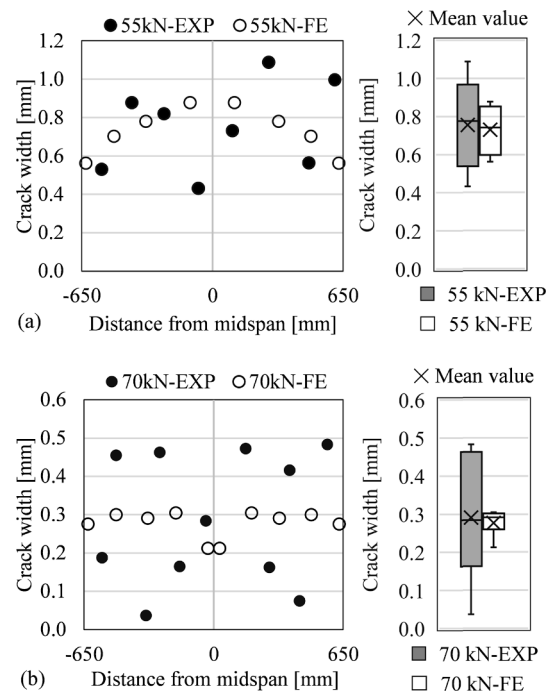 55kN-EXP 55kN-FE
Mean value
1.2
1.0
0.8
0.6
0.4
0.2
0.0
Crack width [mm]
-650 0 650
Distance from midspan [mm]
(a)
1.2
1.0
0.8
0.6
0.4
0.2
0.0
Crack width [mm]
55 kN-EXP
55 kN-FE
70kN-EXP 70kN-FE
Mean value
0.6
0.5
0.4
0.3
0.2
0.1
0.0
Crack width [mm]
-650 0 650
Distance from midspan [mm]
(b)
0.6
0.5
0.4
0.3
0.2
0.1
0.0
Crack width [mm]
70 kN-EXP
70 kN-FE